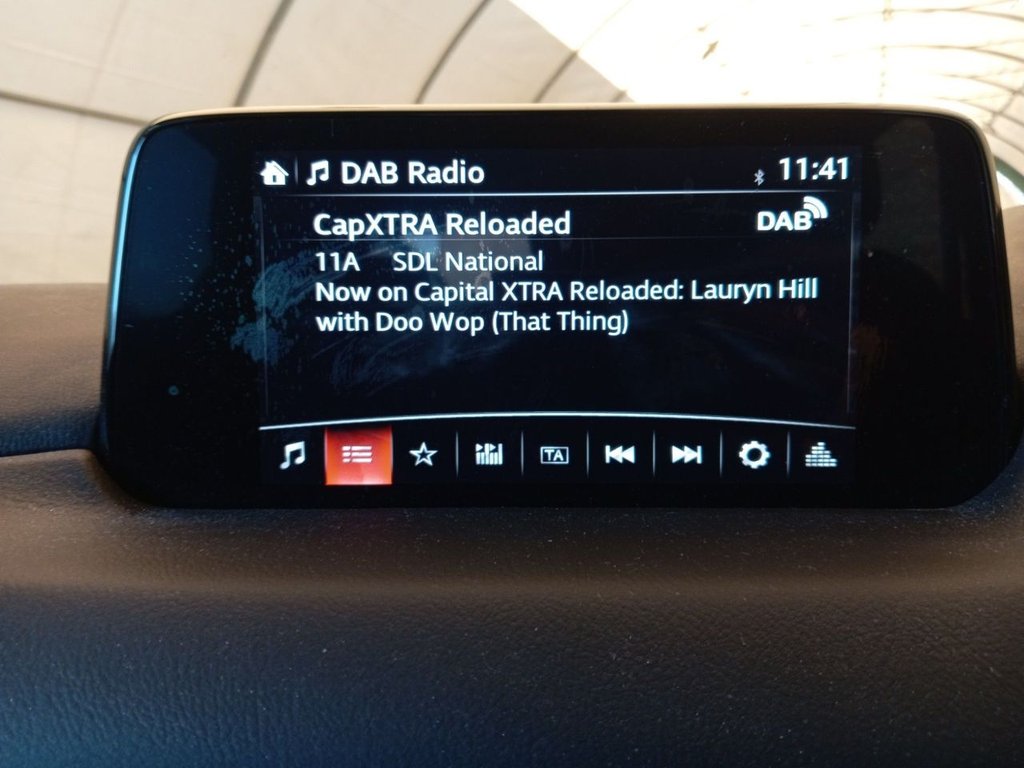 DAB Radio 11:41
CapXTRA Reloaded DAB
11A SDL National
Now on Capital XTRA Reloaded: Lauryn Hill
with Doo Wop (That Thing)
TA